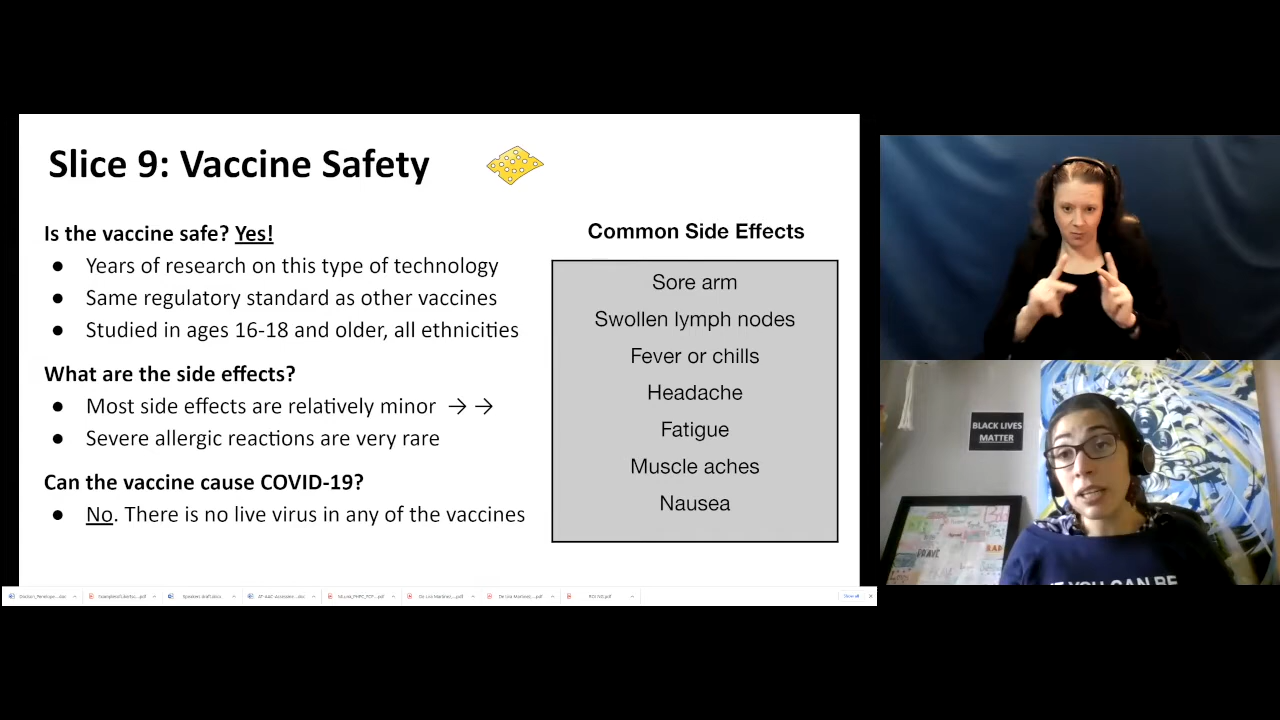 Slice 9: Vaccine Safety
Is the vaccine safe? Yes!
● Years of research on this type of technology
● Same regulatory standard as other vaccines
● Studied in ages 16-18 and older, all ethnicities
What are the side effects?
● Most side effects are relatively minor → →
● Severe allergic reactions are very rare
Can the vaccine cause COVID-19?
● No. There is no live virus in any of the vaccines
Common Side Effects
Sore arm
Swollen lymph nodes
Fever or chills
Headache
Fatigue
Muscle aches
Nausea
BLACK LIVES
MATTER
YOU CAN BE
Show all